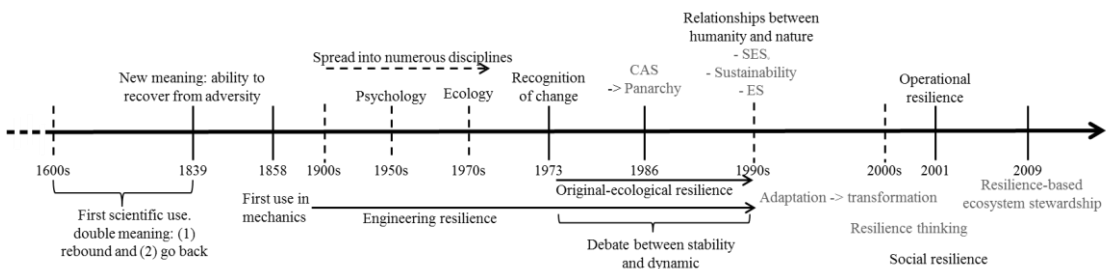 Relationships between
humanity and nature
- SES,
- Sustainability
- ES
Spread into numerous disciplines
New meaning: ability to
recover from adversity
Psychology
Ecology
Recognition
of change
CAS
-> Panarchy
Operational
resilience
1600s
1839
1858
1900s
1950s
1970s
1973
1986
1990s
2000s
2001
2009
First scientific use.
double meaning: (1)
rebound and (2) go back
First use in
mechanics
Engineering resilience
Original-ecological resilience
Debate between stability
and dynamic
Adaptation -> transformation
Resilience thinking
Social resilience
Resilience-based
ecosystem stewardship